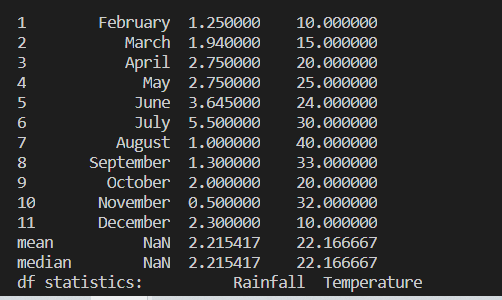 1 February 1.250000 10.000000
2 March 1.940000 15.000000
3 April 2.750000 20.000000
4 May 2.750000 25.000000
5 June 3.645000 24.000000
6 July 5.500000 30.000000
7 August 1.000000 40.000000
8 September 1.300000 33.000000
9 October 2.000000 20.000000
10 November 0.500000 32.000000
11 December 2.300000 10.000000
mean NaN 2.215417 22.166667
median NaN 2.215417 22.166667
df statistics: Rainfall Temperature